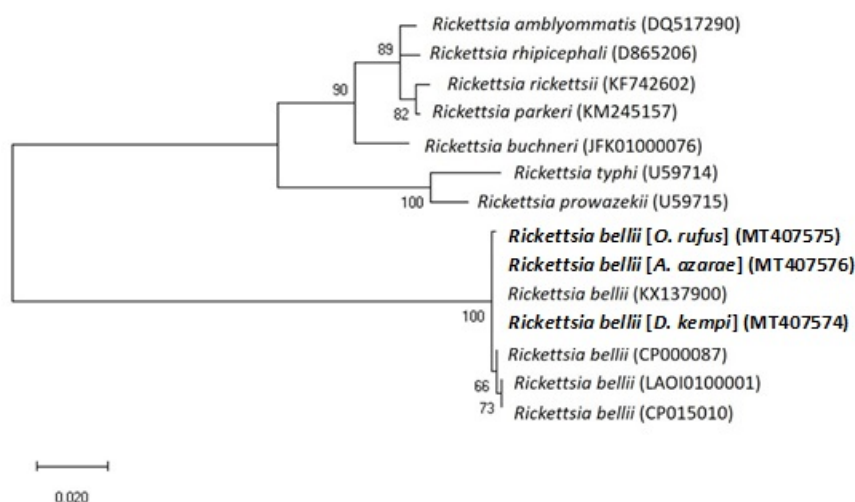 Rickettsia amblyommatis (DQ517290)
89
Rickettsia rhipicephali (D865206)
90
Rickettsia rickettsii (KF742602)
82
Rickettsia parkeri (KM245157)
Rickettsia buchneri (JFK01000076)
Rickettsia typhi (U59714)
100
Rickettsia prowazekii (U59715)
Rickettsia bellii [O. rufus] (MT407575)
Rickettsia bellii [A. azarae] (MT407576)
Rickettsia bellii (KX137900)
100
Rickettsia bellii [D. kempi] (MT407574)
Rickettsia bellii (CP000087)
66
Rickettsia bellii (LAOI0100001)
73
Rickettsia bellii (CP015010)
0.020